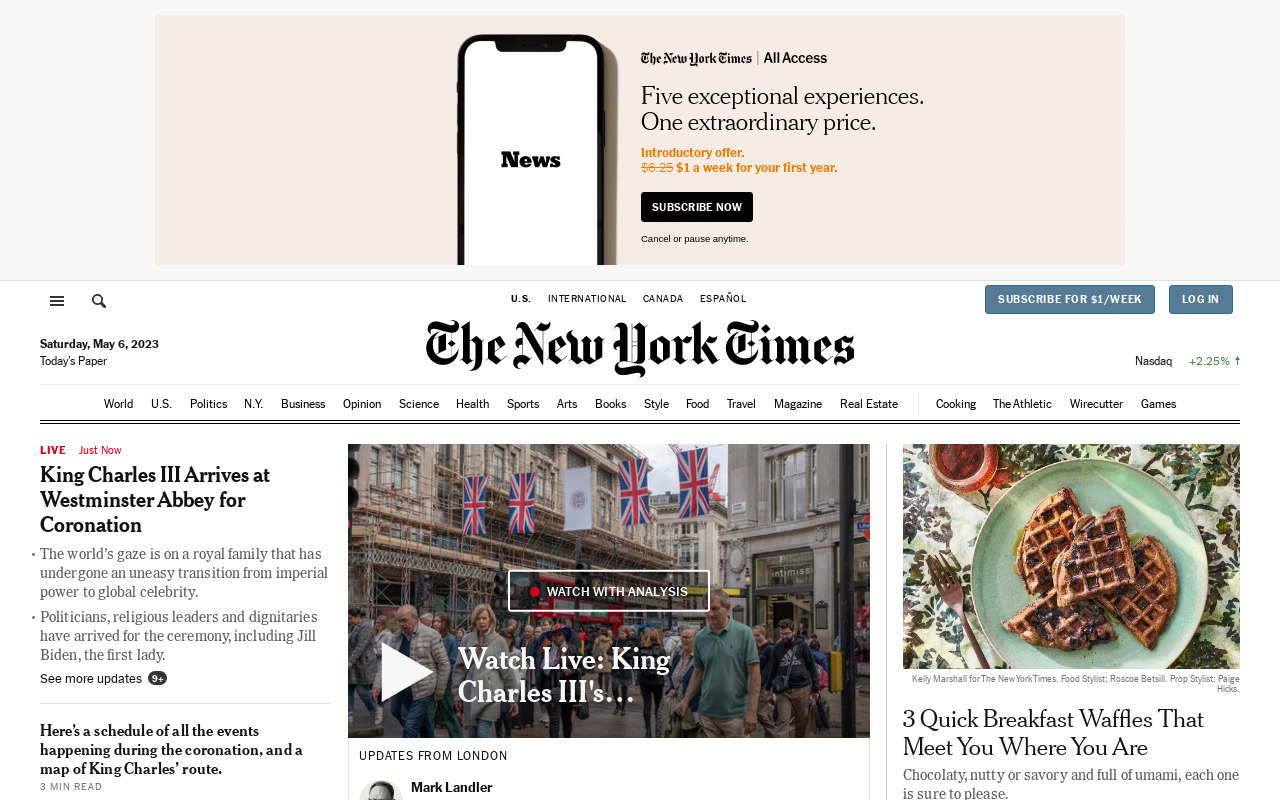 The New York Times | All Access
Five exceptional experiences.
One extraordinary price.
Introductory offer.
$6.25 $1 a week for your first year.
News
SUBSCRIBE NOW
Cancel or pause anytime.
U.S. INTERNATIONAL CANADA ESPAÑOL
SUBSCRIBE FOR $1/WEEK LOG IN
The New York Times
Saturday, May 6, 2023
Today's Paper
Nasdaq +2.25% ↑
World U.S. Politics N.Y. Business Opinion Science Health Sports Arts Books Style Food Travel Magazine Real Estate Cooking The Athletic Wirecutter Games
LIVE Just Now
King Charles III Arrives at
Westminster Abbey for
Coronation
• The world's gaze is on a royal family that has
undergone an uneasy transition from imperial
power to global celebrity.
• Politicians, religious leaders and dignitaries
have arrived for the ceremony, including Jill
Biden, the first lady.
See more updates 9+
Here's a schedule of all the events
happening during the coronation, and a
map of King Charles' route.
3 MIN READ
intimissimi
WATCH WITH ANALYSIS
Watch Live: King
Charles III's...
UPDATES FROM LONDON
Mark Landler
Kelly Marshall for The New York Times. Food Stylist: Roscoe Betsill. Prop Stylist: Paige
Hicks.
3 Quick Breakfast Waffles That
Meet You Where You Are
Chocolaty, nutty or savory and full of umami, each one
is sure to please.